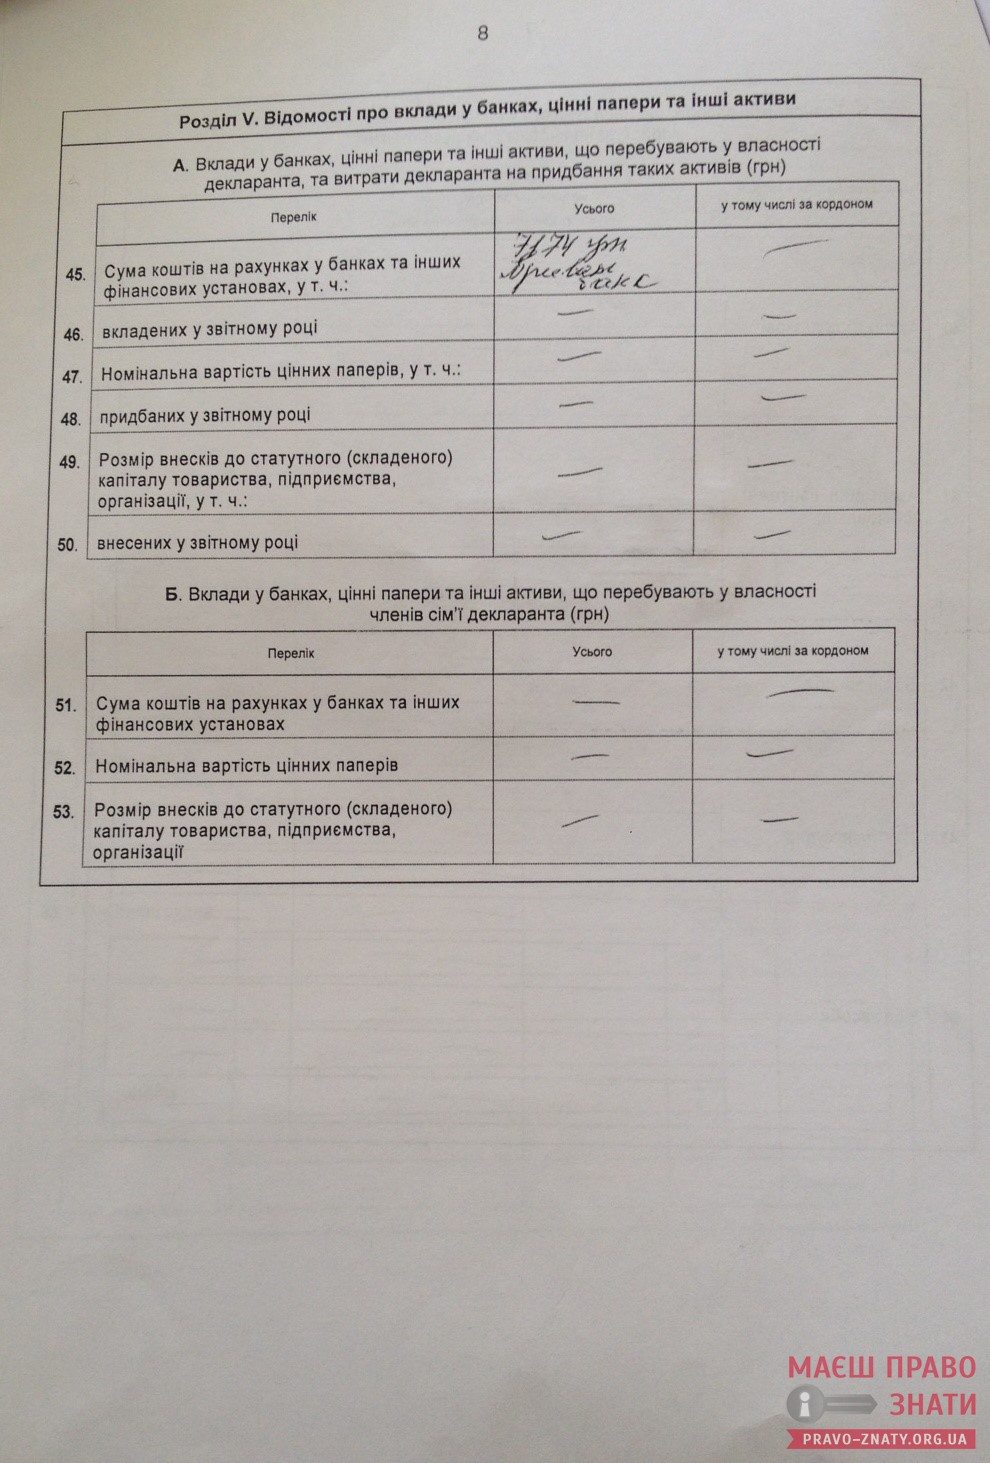 8
Розділ V. Відомості про вклади у банках, цінні папери та інші активи
А. Вклади у банках, цінні папери та інші активи, що перебувають у власності
декларанта, та витрати декларанта на придбання таких активів (грн)
Перелік
Усього
у тому числі за кордоном
45.
Сума коштів на рахунках у банках та інших
фінансових установах, у т. ч.:
грн
Приват
банк
—
46.
вкладених у звітному році
—
—
47.
Номінальна вартість цінних паперів, у т. ч.:
—
—
48.
придбаних у звітному році
—
—
49.
Розмір внесків до статутного (складеного)
капіталу товариства, підприємства,
організації, у т. ч.:
—
—
50.
внесених у звітному році
—
—
Б. Вклади у банках, цінні папери та інші активи, що перебувають у власності
членів сім’ї декларанта (грн)
Перелік
Усього
у тому числі за кордоном
51.
Сума коштів на рахунках у банках та інших
фінансових установах
—
—
52.
Номінальна вартість цінних паперів
—
—
53.
Розмір внесків до статутного (складеного)
капіталу товариства, підприємства,
організації
—
—
МАЄШ ПРАВО
ЗНАТИ
PRAVO-ZNATY.ORG.UA